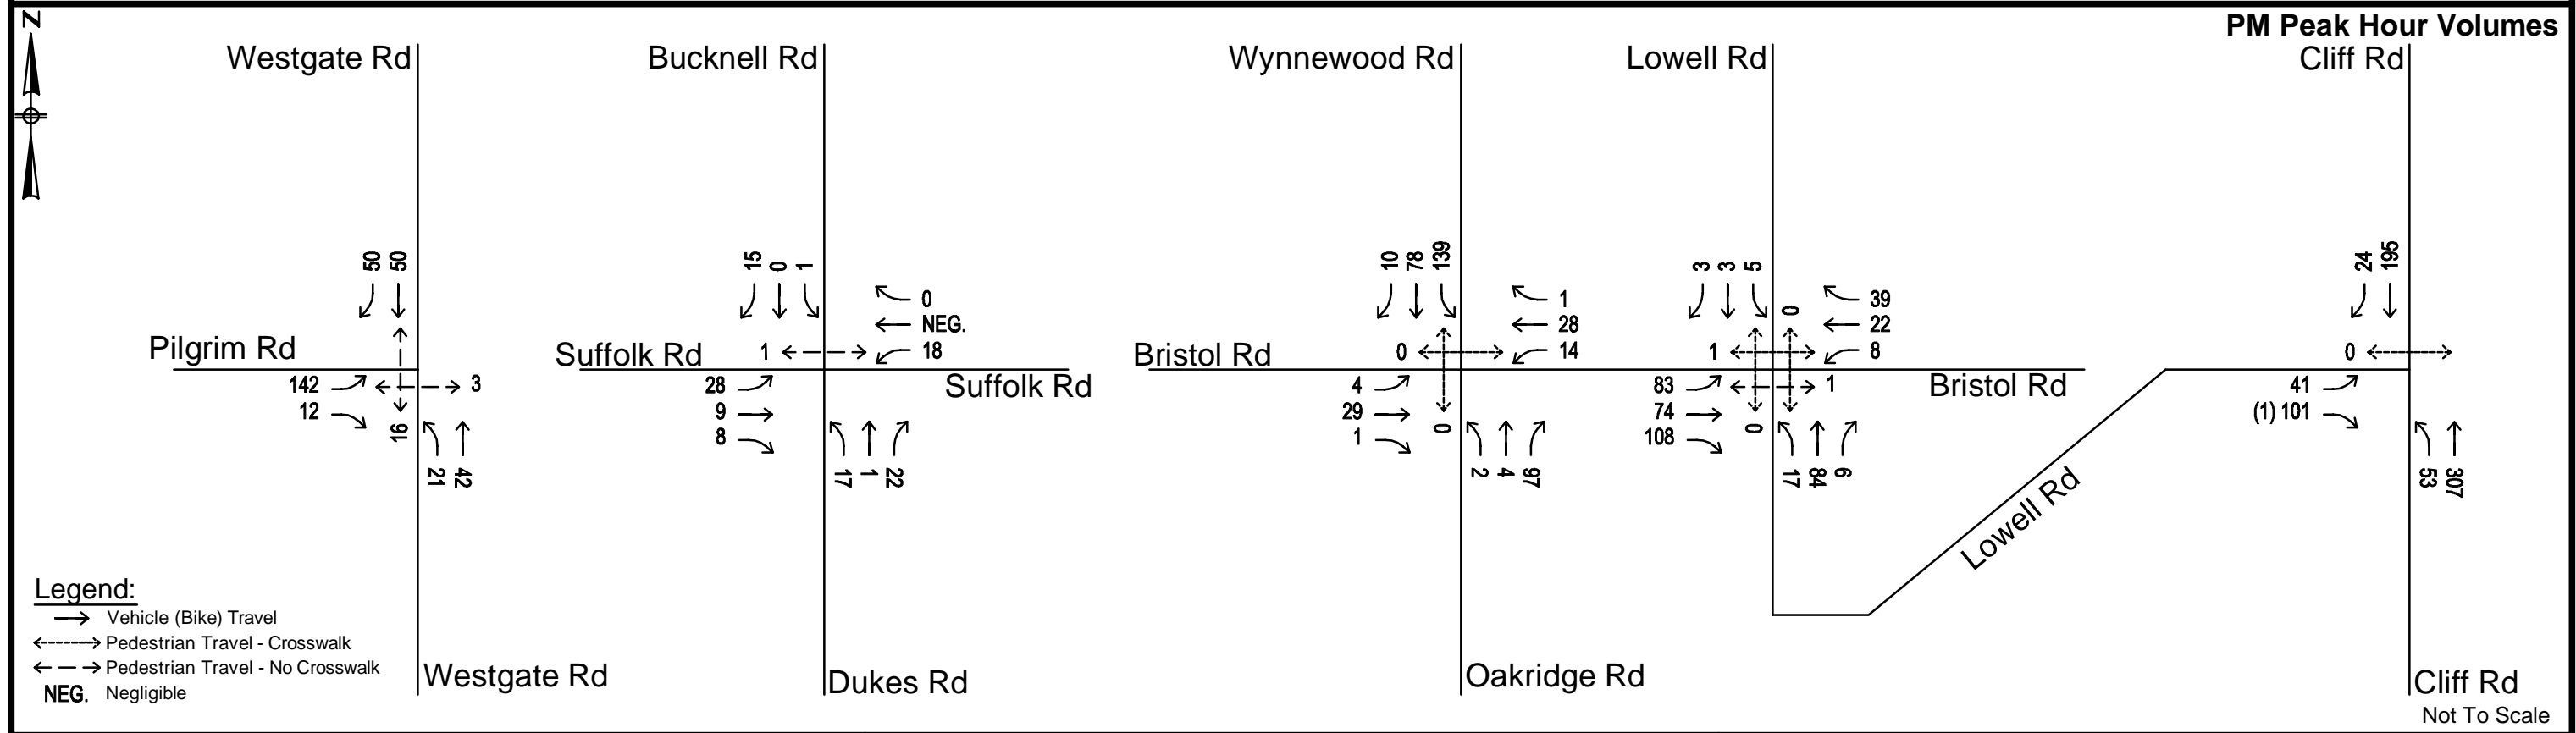 PM Peak Hour Volumes
N
Westgate Rd
Bucknell Rd
Wynnewood Rd
Lowell Rd
Cliff Rd
50 50
15 0 1
10 78 139
3 3 5
24 195
0
NEG.
18
1
28
14
0
39
22
8
Pilgrim Rd
142
12
3
16
21 42
Suffolk Rd
1
Suffolk Rd
28
9
8
17 1 22
Bristol Rd
0
4
29
1
0
2 4 97
1
83
74
108
1
0
17 84 6
Bristol Rd
0
41
(1) 101
53 307
Lowell Rd
Legend:
Vehicle (Bike) Travel
Pedestrian Travel - Crosswalk
Pedestrian Travel - No Crosswalk
NEG. Negligible
Westgate Rd
Dukes Rd
Oakridge Rd
Cliff Rd
Not To Scale